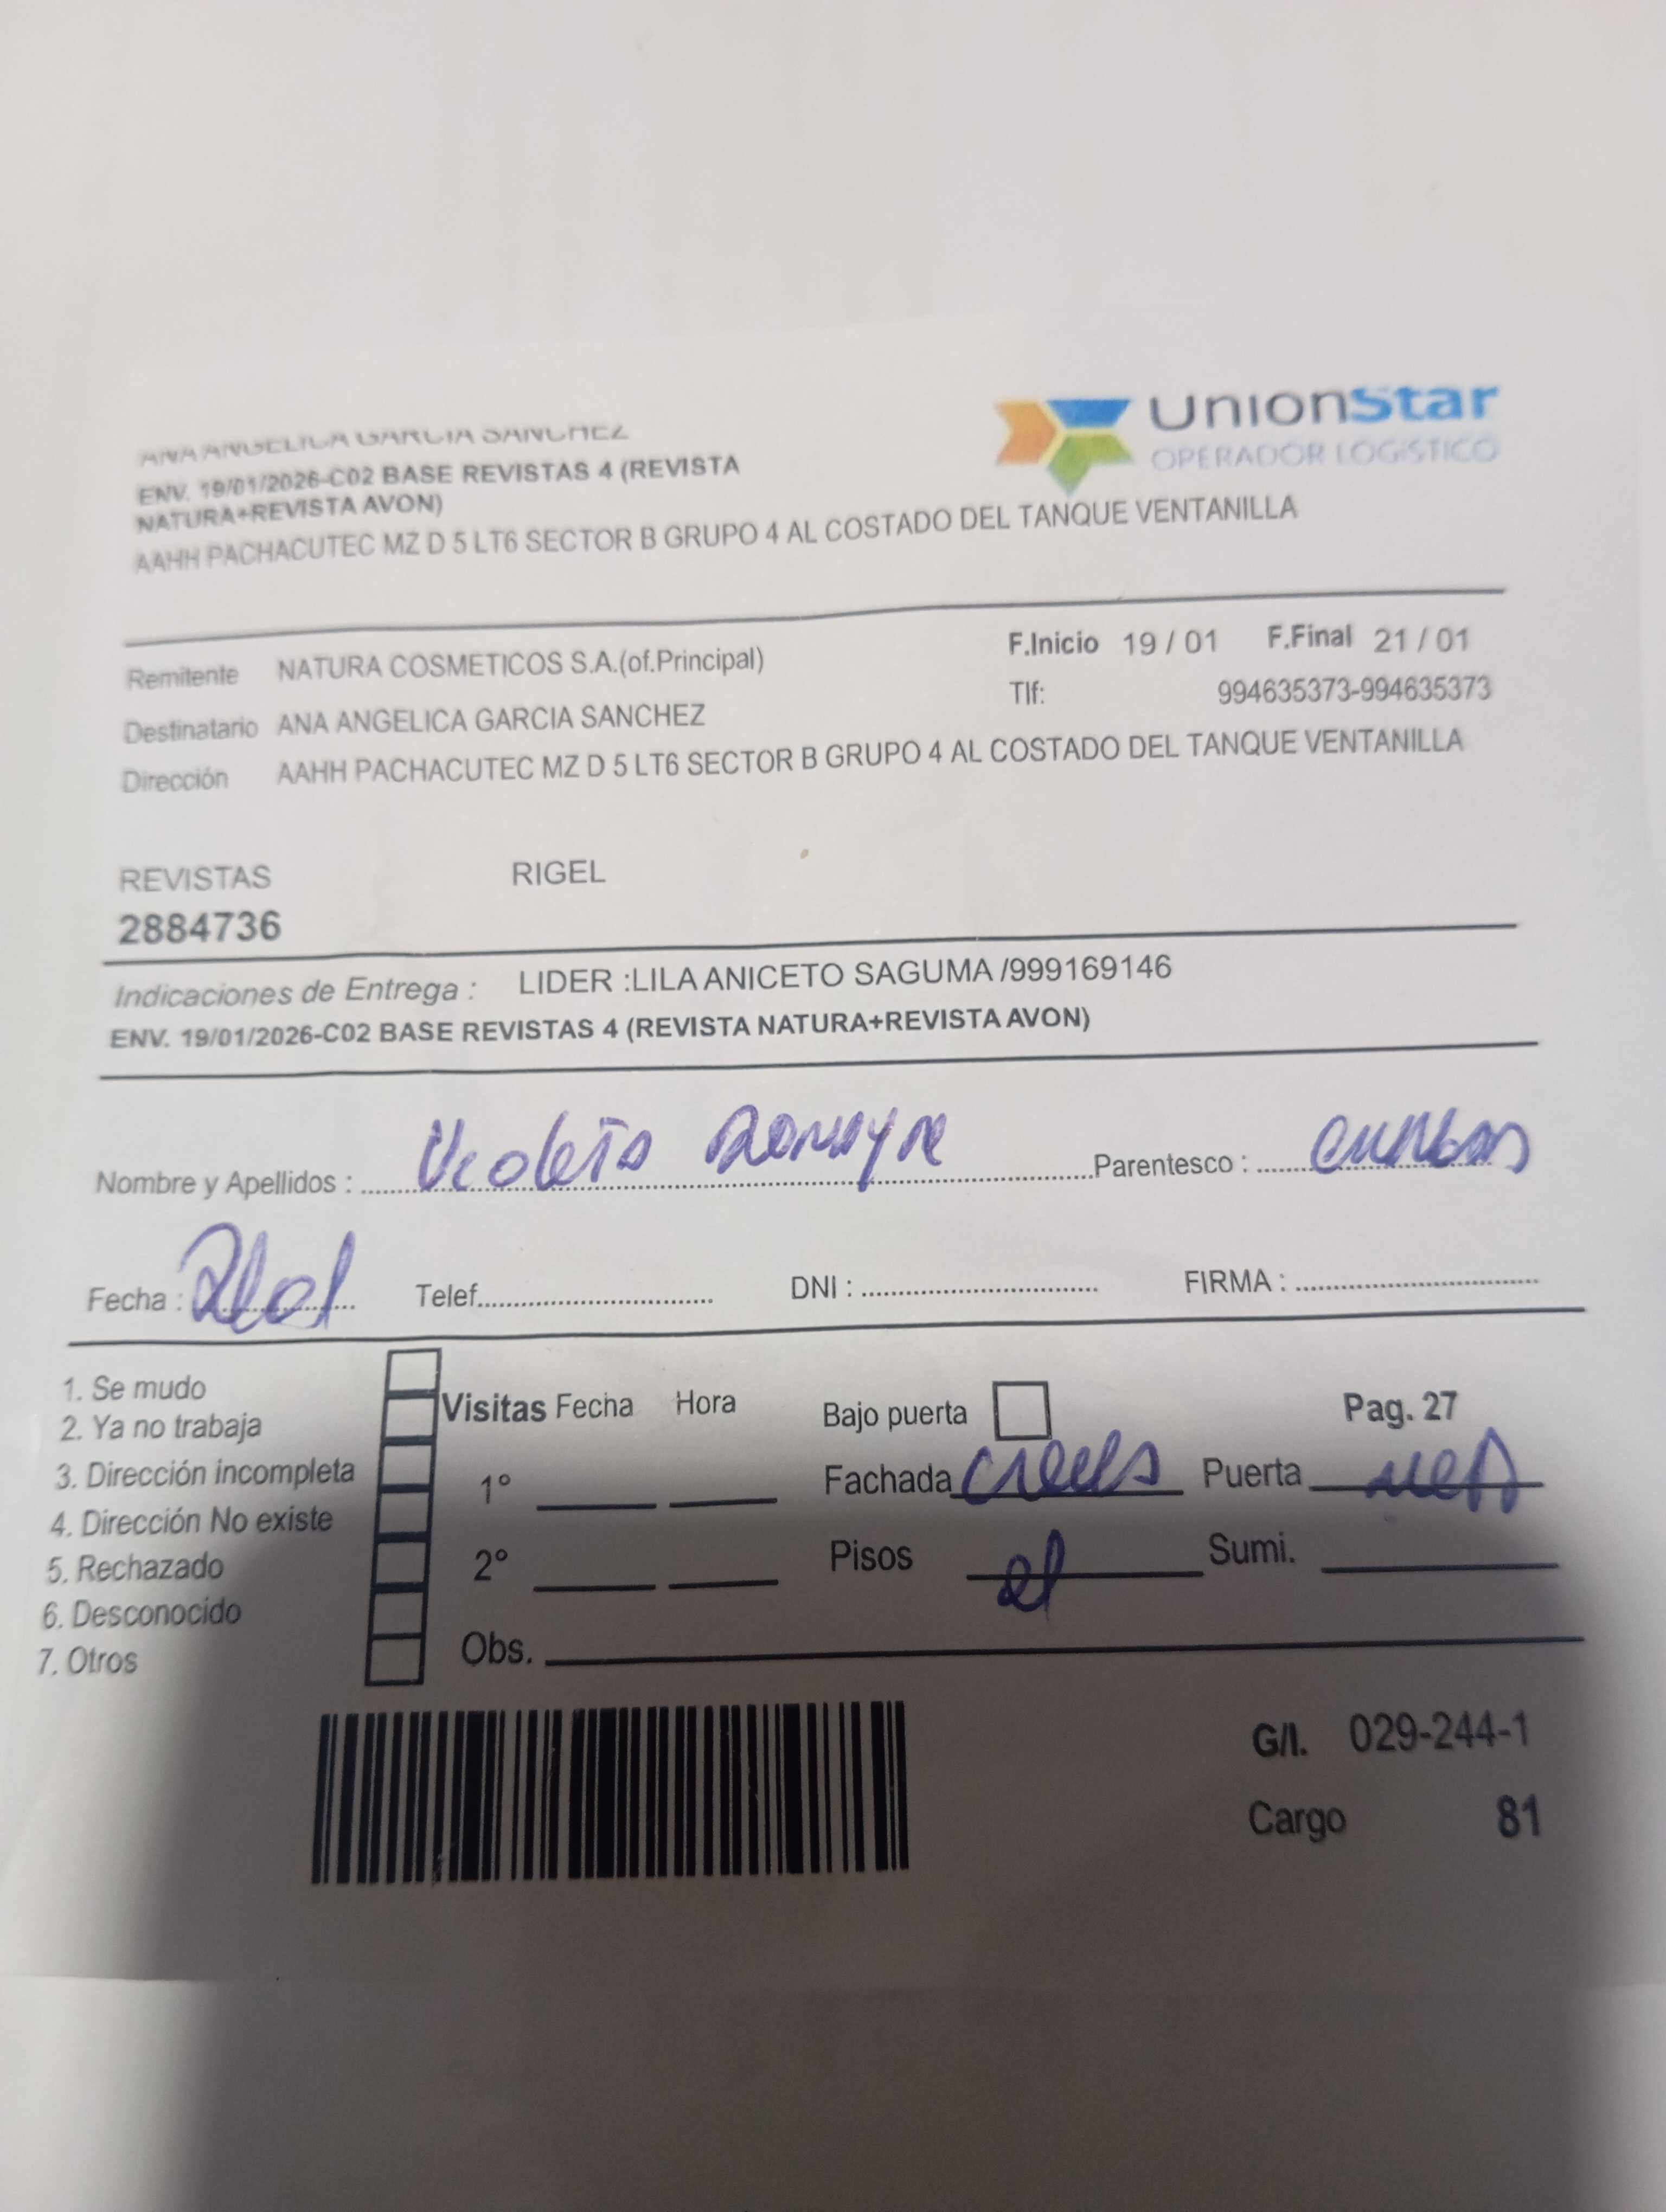 ANA ANGELICA GARCIA SANCHEZ
UnionStar
OPERADOR LOGISTICO
ENV. 19/01/2026-C02 BASE REVISTAS 4 (REVISTA
NATURA+REVISTA AVON)
AAHH PACHACUTEC MZ D 5 LT6 SECTOR B GRUPO 4 AL COSTADO DEL TANQUE VENTANILLA
Remitente NATURA COSMETICOS S.A.(of.Principal) F.Inicio 19 / 01 F.Final 21 / 01
Tlf: 994635373-994635373
Destinatario ANA ANGELICA GARCIA SANCHEZ
Dirección AAHH PACHACUTEC MZ D 5 LT6 SECTOR B GRUPO 4 AL COSTADO DEL TANQUE VENTANILLA
REVISTAS RIGEL
2884736
Indicaciones de Entrega : LIDER :LILA ANICETO SAGUMA /999169146
ENV. 19/01/2026-C02 BASE REVISTAS 4 (REVISTA NATURA+REVISTA AVON)
Nombre y Apellidos : Violeta Parentesco :
Fecha : Telef. DNI : FIRMA :
1. Se mudo
2. Ya no trabaja
3. Dirección incompleta
4. Dirección No existe
5. Rechazado
6. Desconocido
7. Otros
Visitas Fecha Hora Bajo puerta Pag. 27
1° Fachada Puerta
2° Pisos Sumi.
Obs.
G/I. 029-244-1
Cargo 81